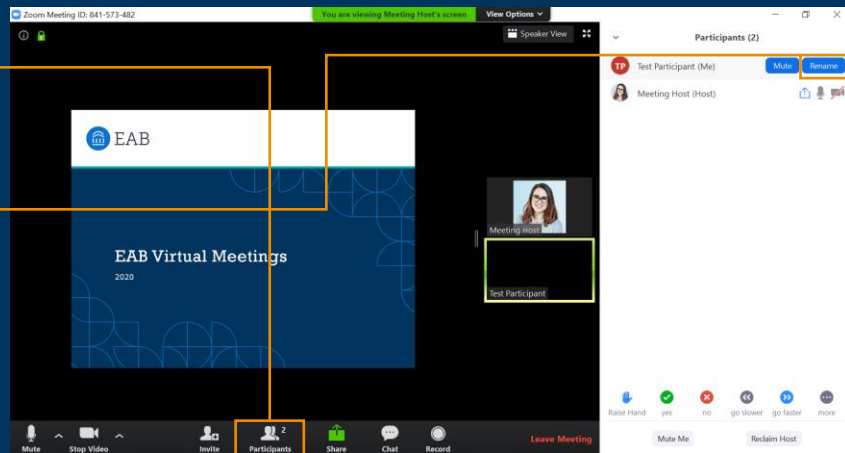 Zoom Meeting ID: 841-573-482
You are viewing Meeting Host's screen
View Options
Speaker View
EAB
EAB Virtual Meetings
2020
Meeting Host
Test Participant
Mute
Stop Video
Invite
Participants
2
Share
Chat
Record
Leave Meeting
Participants (2)
TP
Test Participant (Me)
Mute
Rename
Meeting Host (Host)
Raise Hand
yes
no
go slower
go faster
more
Mute Me
Reclaim Host